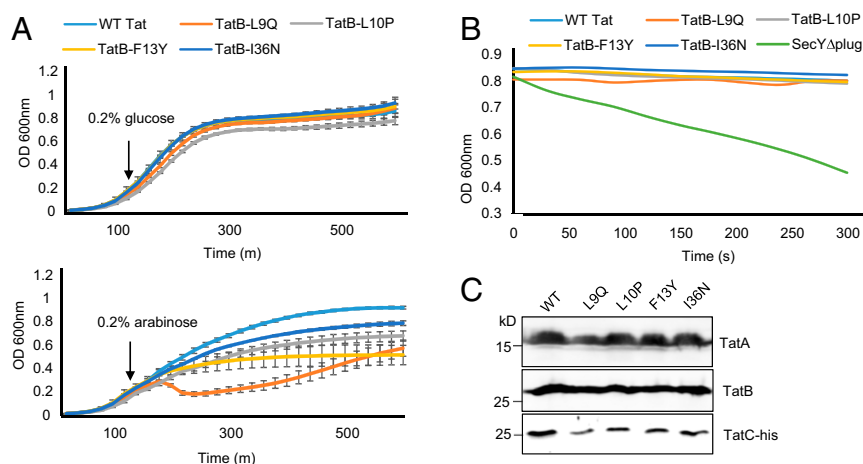 A
WT Tat TatB-L9Q TatB-L10P
TatB-F13Y TatB-I36N
1.2
1
0.8
0.6
0.4
0.2
0
OD 600nm
0.2% glucose
100 300 500
Time (m)
1.2
1
0.8
0.6
0.4
0.2
0
OD 600nm
0.2% arabinose
100 300 500
Time (m)
B
WT Tat TatB-L9Q TatB-L10P
TatB-F13Y TatB-I36N SecYΔplug
0.9
0.8
0.7
0.6
0.5
0.4
0.3
OD 600nm
0 50 100 150 200 250 300
Time (s)
C
WT L9Q L10P F13Y I36N
kD
15 TatA
25 TatB
25 TatC-his